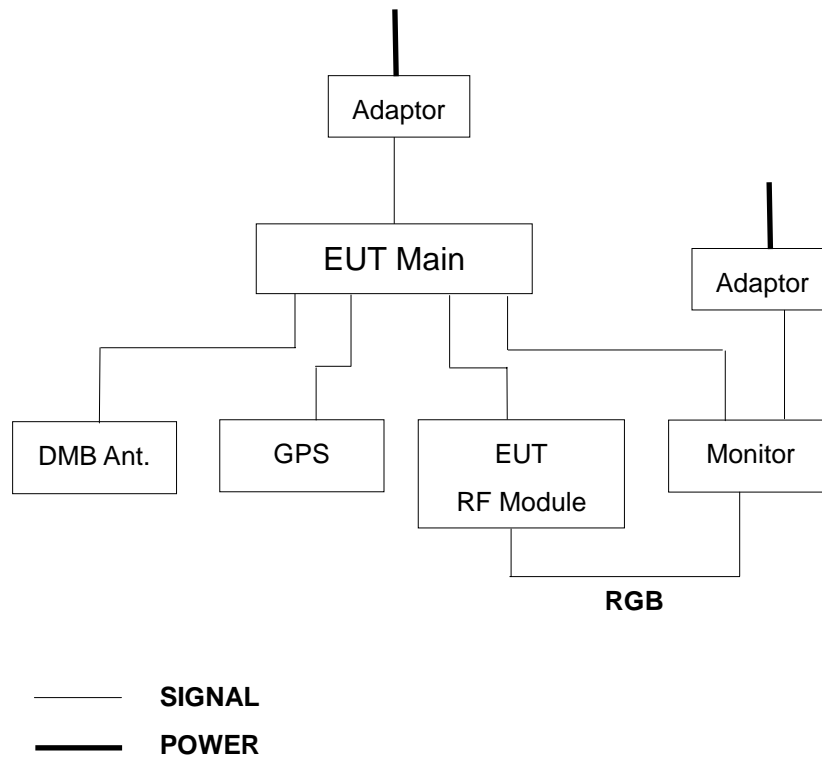 Adaptor
EUT Main
Adaptor
DMB Ant.
GPS
EUT
RF Module
Monitor
RGB
SIGNAL
POWER